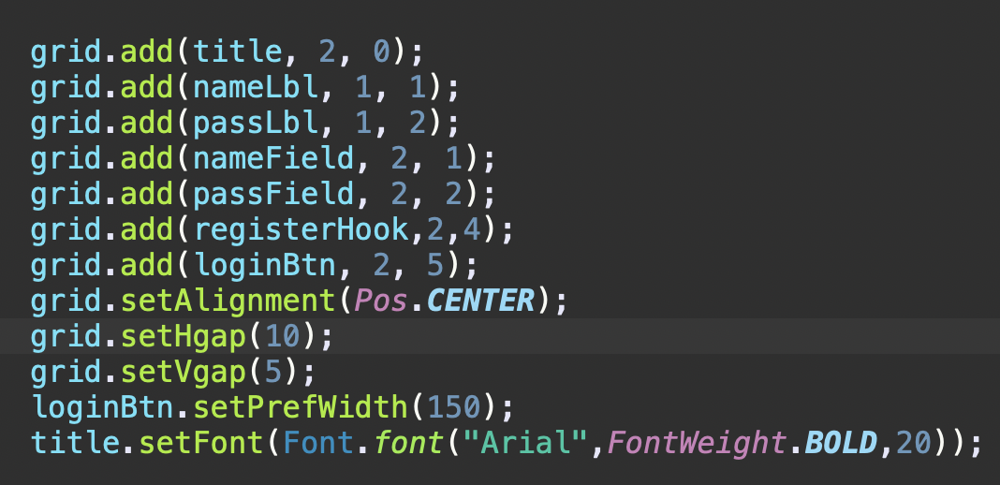 grid.add(title, 2, 0);
grid.add(nameLbl, 1, 1);
grid.add(passLbl, 1, 2);
grid.add(nameField, 2, 1);
grid.add(passField, 2, 2);
grid.add(registerHook,2,4);
grid.add(loginBtn, 2, 5);
grid.setAlignment(Pos.CENTER);
grid.setHgap(10);
grid.setVgap(5);
loginBtn.setPrefWidth(150);
title.setFont(Font.font("Arial",FontWeight.BOLD,20));